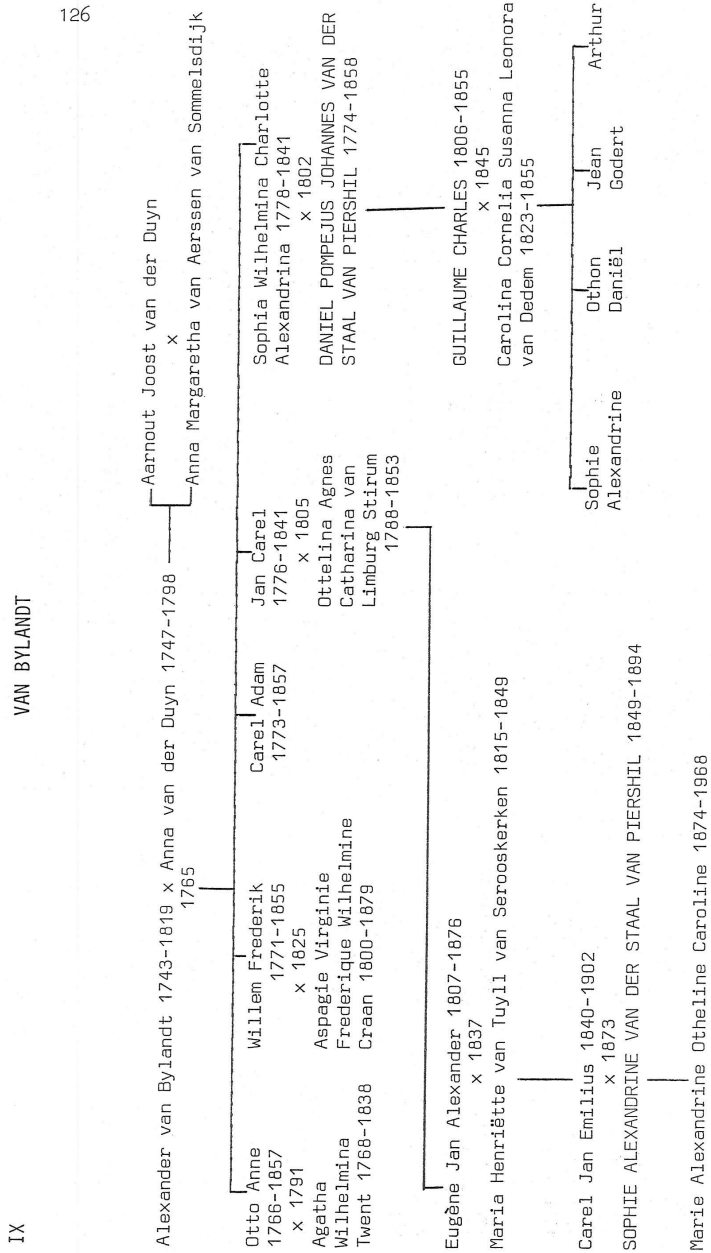 IX
VAN BYLANDT
126
Aarnout Joost van der Duyn
x
Anna Margaretha van Aerssen van Sommelsdijk
Alexander van Bylandt 1743-1819 x Anna van der Duyn 1747-1798
1765
Otto Anne
1766-1857
x 1791
Agatha
Wilhelmina
Twent 1768-1838
Willem Frederik
1771-1855
x 1825
Aspagie Virginie
Frederique Wilhelmine
Craan 1800-1879
Carel Adam
1773-1857
Jan Carel
1776-1841
x 1805
Ottelina Agnes
Catharina van
Limburg Stirum
1788-1853
Sophia Wilhelmina Charlotte
Alexandrina 1778-1841
x 1802
DANIEL POMPEJUS JOHANNES VAN DER
STAAL VAN PIERSHIL 1774-1858
Eugène Jan Alexander 1807-1876
x 1837
Maria Henriëtte van Tuyll van Serooskerken 1815-1849
GUILLAUME CHARLES 1806-1855
x 1845
Carolina Cornelia Susanna Leonora
van Dedem 1823-1855
Carel Jan Emilius 1840-1902
x 1873
SOPHIE ALEXANDRINE VAN DER STAAL VAN PIERSHIL 1849-1894
Sophie
Alexandrine
Othon
Daniël
Jean
Godert
Arthur
Marie Alexandrine Otheline Caroline 1874-1968